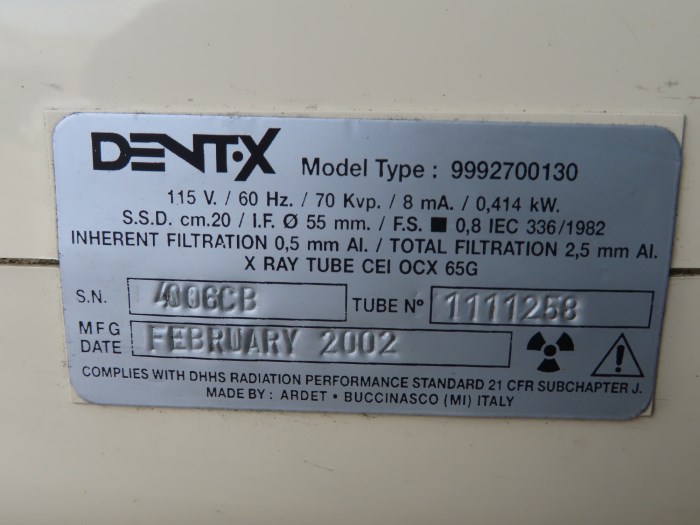 DENT·X Model Type : 9992700130
115 V. / 60 Hz. / 70 Kvp. / 8 mA. / 0,414 kW.
S.S.D. cm.20 / I.F. Ø 55 mm. / F.S. ■ 0,8 IEC 336/1982
INHERENT FILTRATION 0,5 mm Al. / TOTAL FILTRATION 2,5 mm Al.
X RAY TUBE CEI OCX 65G
S.N. 4006CB TUBE Nº 1111258
MFG
DATE FEBRUARY 2002
COMPLIES WITH DHHS RADIATION PERFORMANCE STANDARD 21 CFR SUBCHAPTER J.
MADE BY : ARDET • BUCCINASCO (MI) ITALY